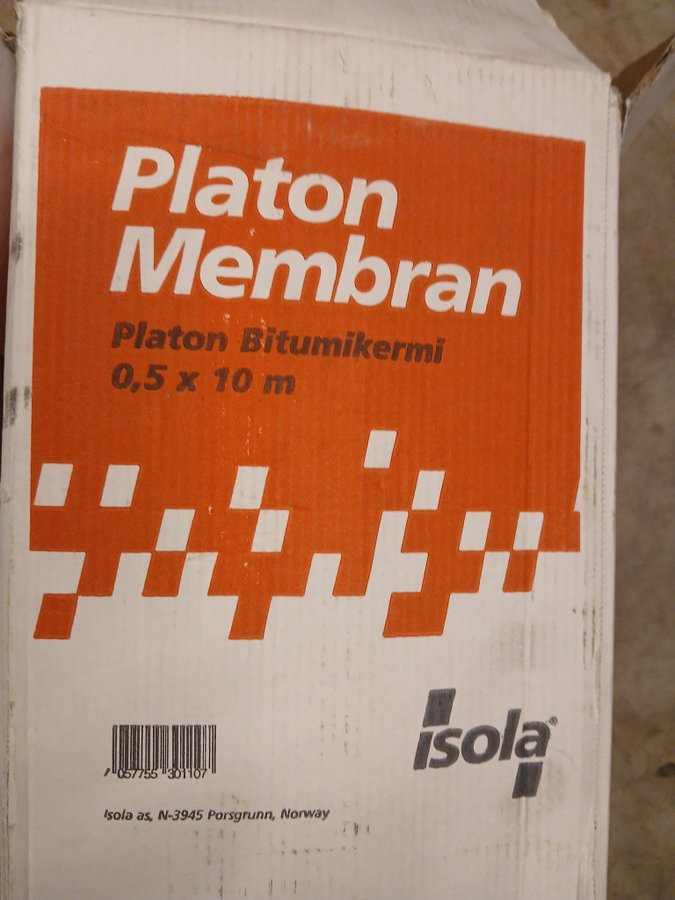 Platon
Membran
Platon Bitumikermi
0,5 x 10 m
isola®
7 057755 301107
Isola as, N-3945 Porsgrunn, Norway